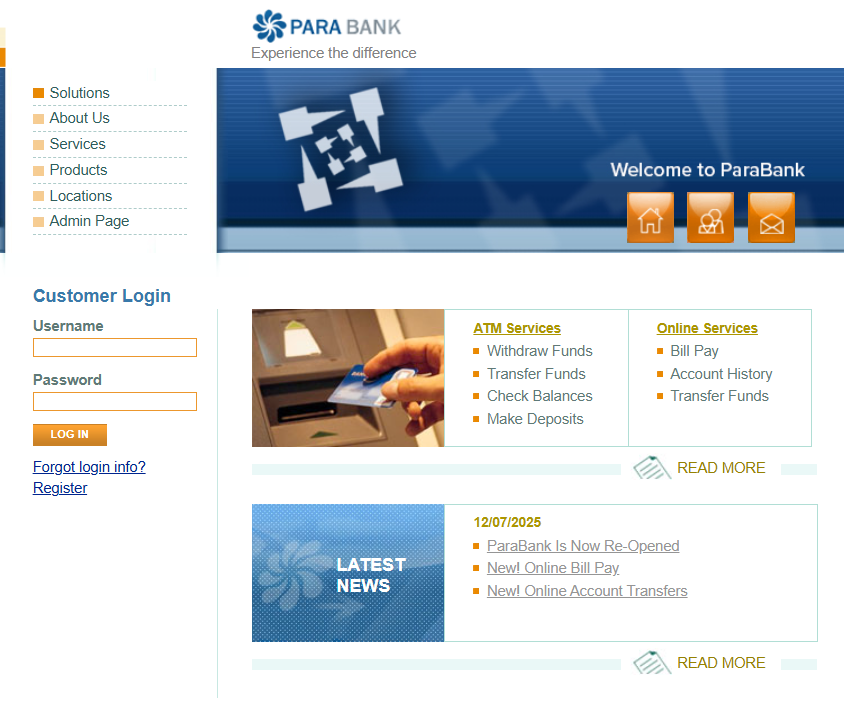 PARA BANK
Experience the difference
Solutions
About Us
Services
Products
Locations
Admin Page
Welcome to ParaBank
Customer Login
Username
Password
LOG IN
Forgot login info?
Register
ATM Services
Withdraw Funds
Transfer Funds
Check Balances
Make Deposits
Online Services
Bill Pay
Account History
Transfer Funds
READ MORE
LATEST
NEWS
12/07/2025
ParaBank Is Now Re-Opened
New! Online Bill Pay
New! Online Account Transfers
READ MORE